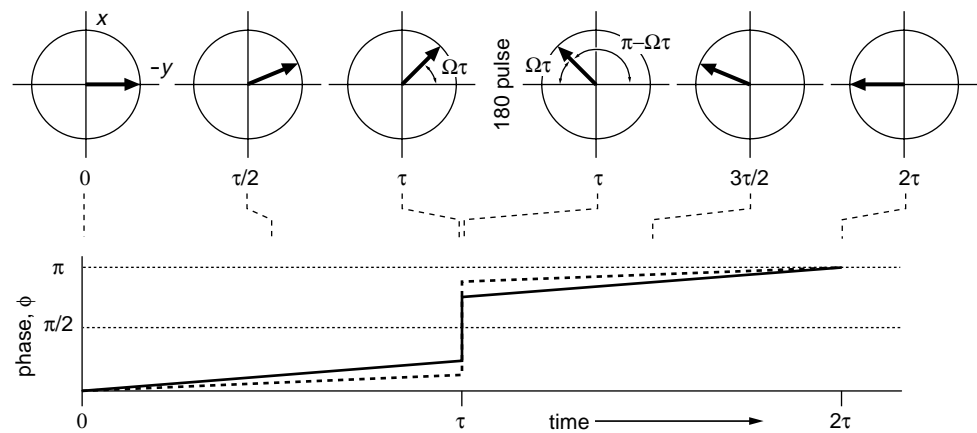 x
–y
Ωτ
180 pulse
Ωτ
π–Ωτ
0
τ/2
τ
τ
3τ/2
2τ
phase, ϕ
π
π/2
0
τ
time
2τ